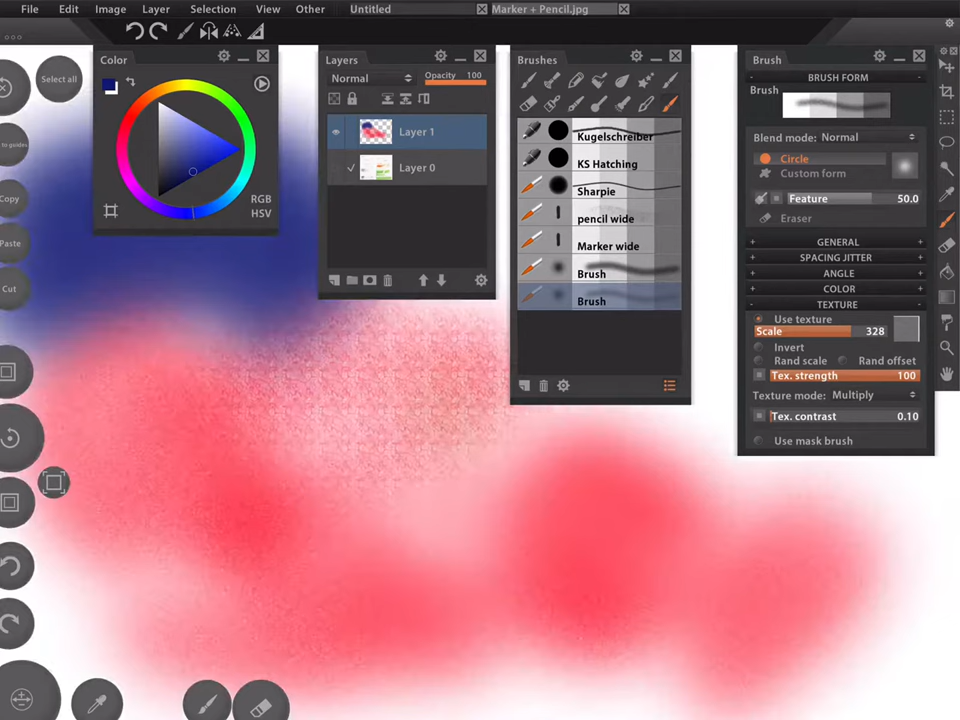 File Edit Image Layer Selection View Other Untitled Marker + Pencil.jpg
Select all
to guides
Copy
Paste
Cut
Color
RGB
HSV
Layers
Normal Opacity 100
Layer 1
Layer 0
Brushes
Kugelschreiber
KS Hatching
Sharpie
pencil wide
Marker wide
Brush
Brush
Brush
BRUSH FORM
Brush
Blend mode: Normal
Circle
Custom form
Feature 50.0
Eraser
+ GENERAL +
+ SPACING JITTER +
+ ANGLE +
+ COLOR +
- TEXTURE -
Use texture
Scale 328
Invert
Rand scale Rand offset
Tex. strength 100
Texture mode: Multiply
Tex. contrast 0.10
Use mask brush